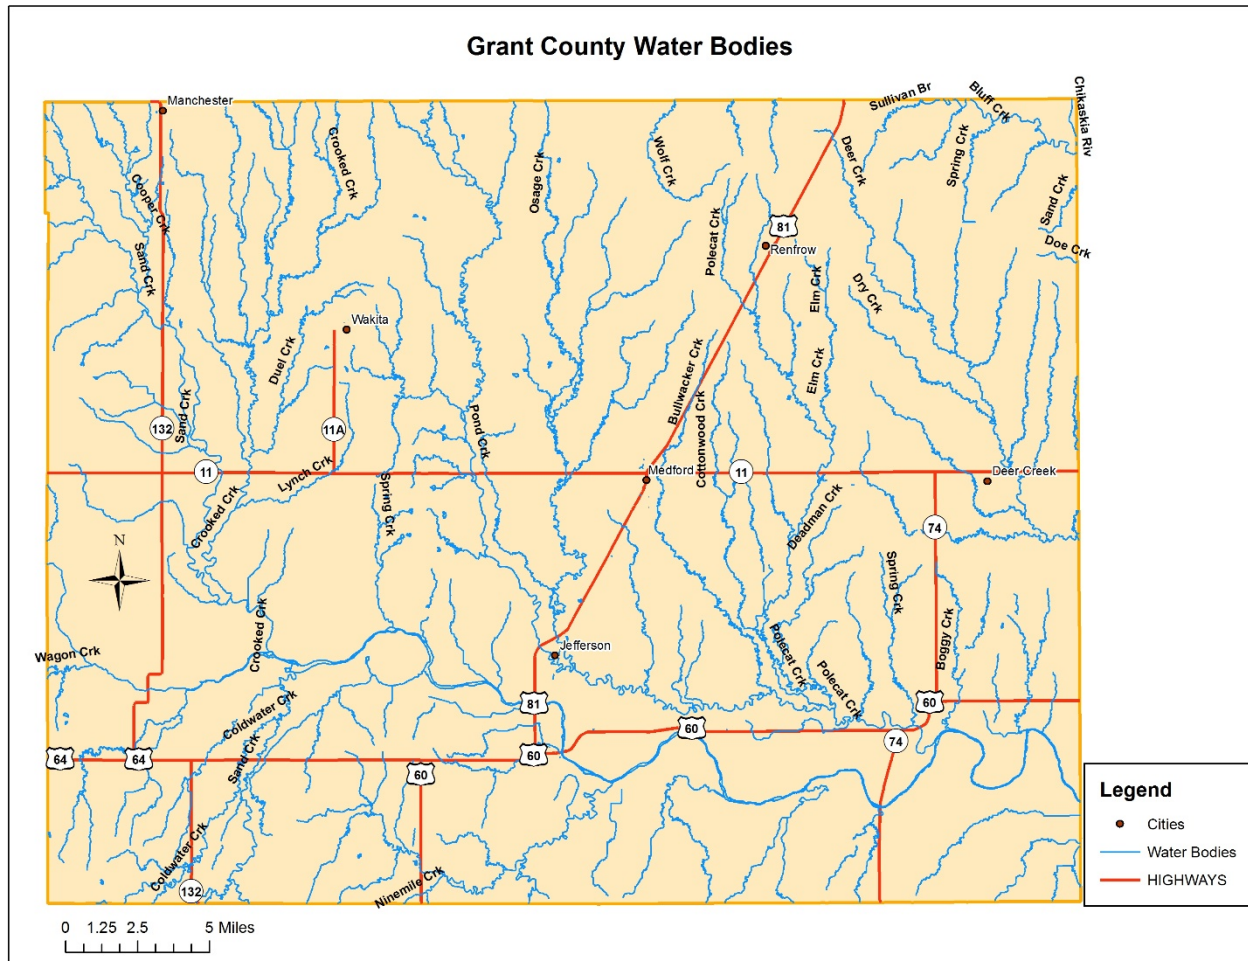 Grant County Water Bodies
Manchester
Sullivan Br
Bluff Crk
Chikaskia Riv
Crooked Crk
Osage Crk
Wolf Crk
Deer Crk
Spring Crk
Cooper Crk
Sand Crk
Polecat Crk
81
Renfrow
Doe Crk
Sand Crk
Elm Crk
Dry Crk
Wakita
Duel Crk
Bullwacker Crk
Elm Crk
Sand Crk
132
11A
Pond Crk
Cottonwood Crk
11
Lynch Crk
Medford
11
Deer Creek
Crooked Crk
Spring Crk
Deadman Crk
74
N
Spring Crk
Crooked Crk
Boggy Crk
Wagon Crk
Jefferson
Polecat Crk
Polecat Crk
Coldwater Crk
81
60
60
Sand Crk
74
64
64
60
60
Coldwater Crk
132
Ninemile Crk
Legend
Cities
Water Bodies
HIGHWAYS
0 1.25 2.5 5 Miles